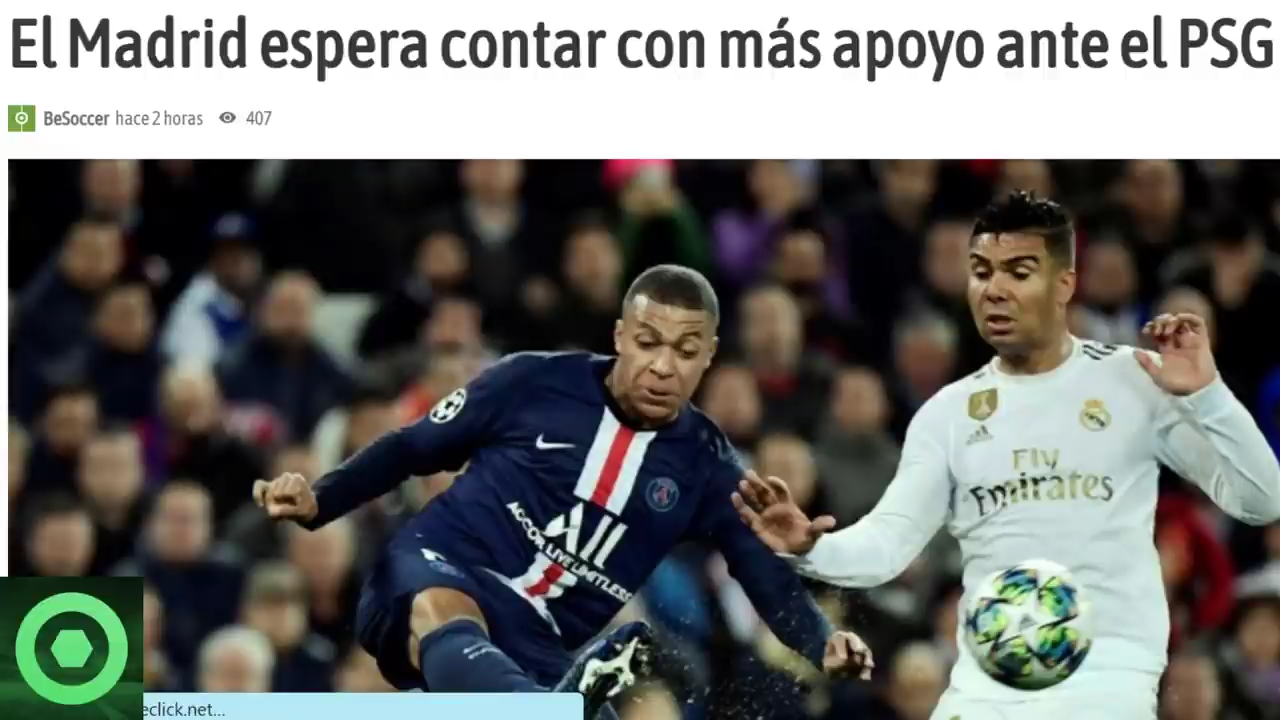 El Madrid espera contar con más apoyo ante el PSG
BeSoccer hace 2 horas 407
Fly
Emirates
ALL
ACCOR LIVE LIMITLESS
eclick.net...